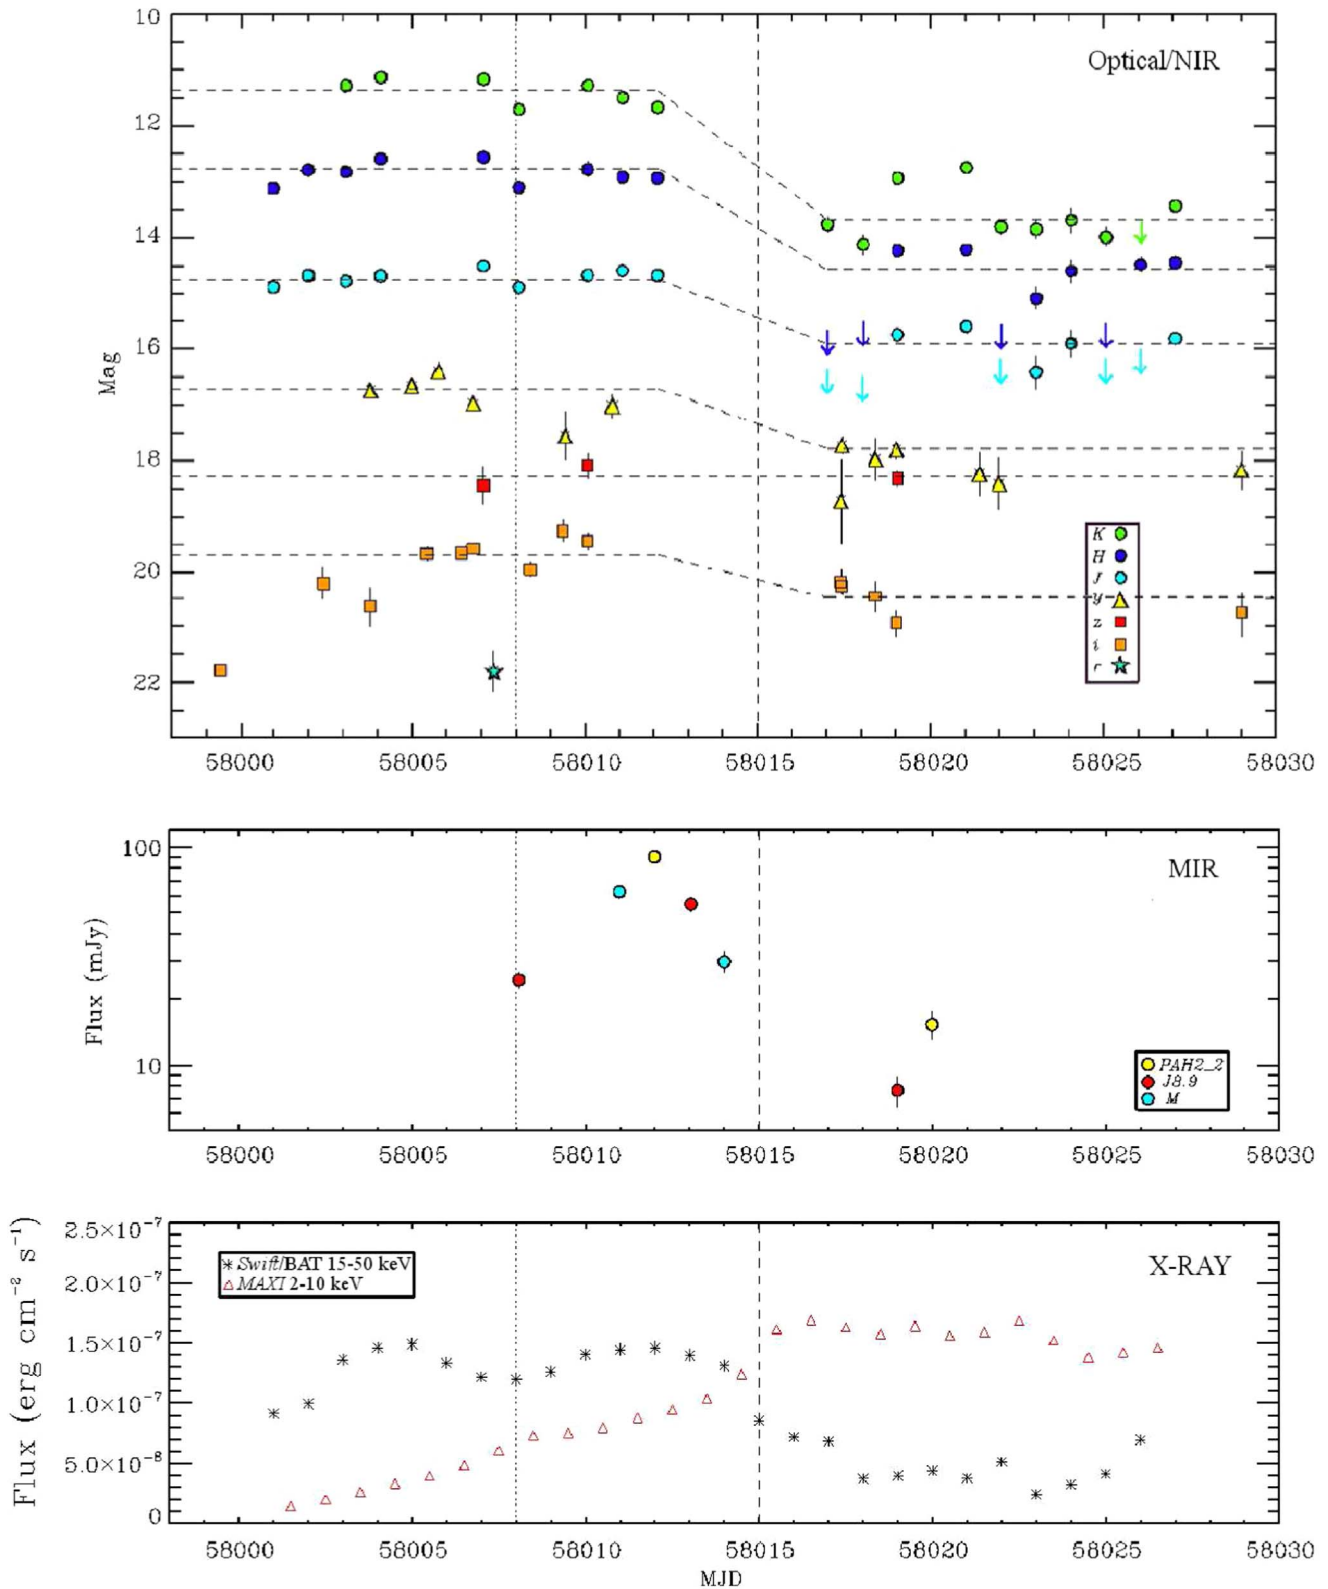 Optical/NIR
10
12
14
16
18
20
22
Mag
K
H
J
y
z
i
r
58000 58005 58010 58015 58020 58025 58030
MIR
100
10
Flux (mJy)
PAH2_2
J8.9
M
58000 58005 58010 58015 58020 58025 58030
X-RAY
2.5×10⁻⁷
2.0×10⁻⁷
1.5×10⁻⁷
1.0×10⁻⁷
5.0×10⁻⁸
0
Flux (erg cm⁻² s⁻¹)
Swift/BAT 15-50 keV
MAXI 2-10 keV
58000 58005 58010 58015 58020 58025 58030
MJD